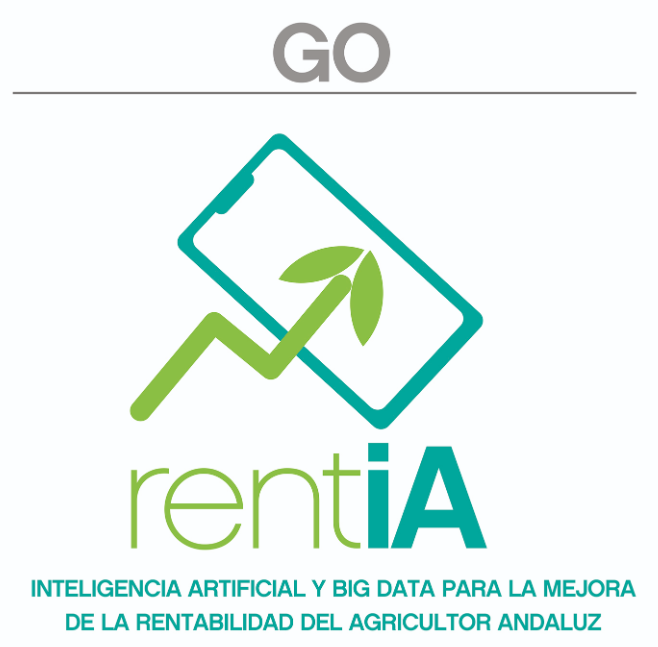 GO
rentiA
INTELIGENCIA ARTIFICIAL Y BIG DATA PARA LA MEJORA
DE LA RENTABILIDAD DEL AGRICULTOR ANDALUZ